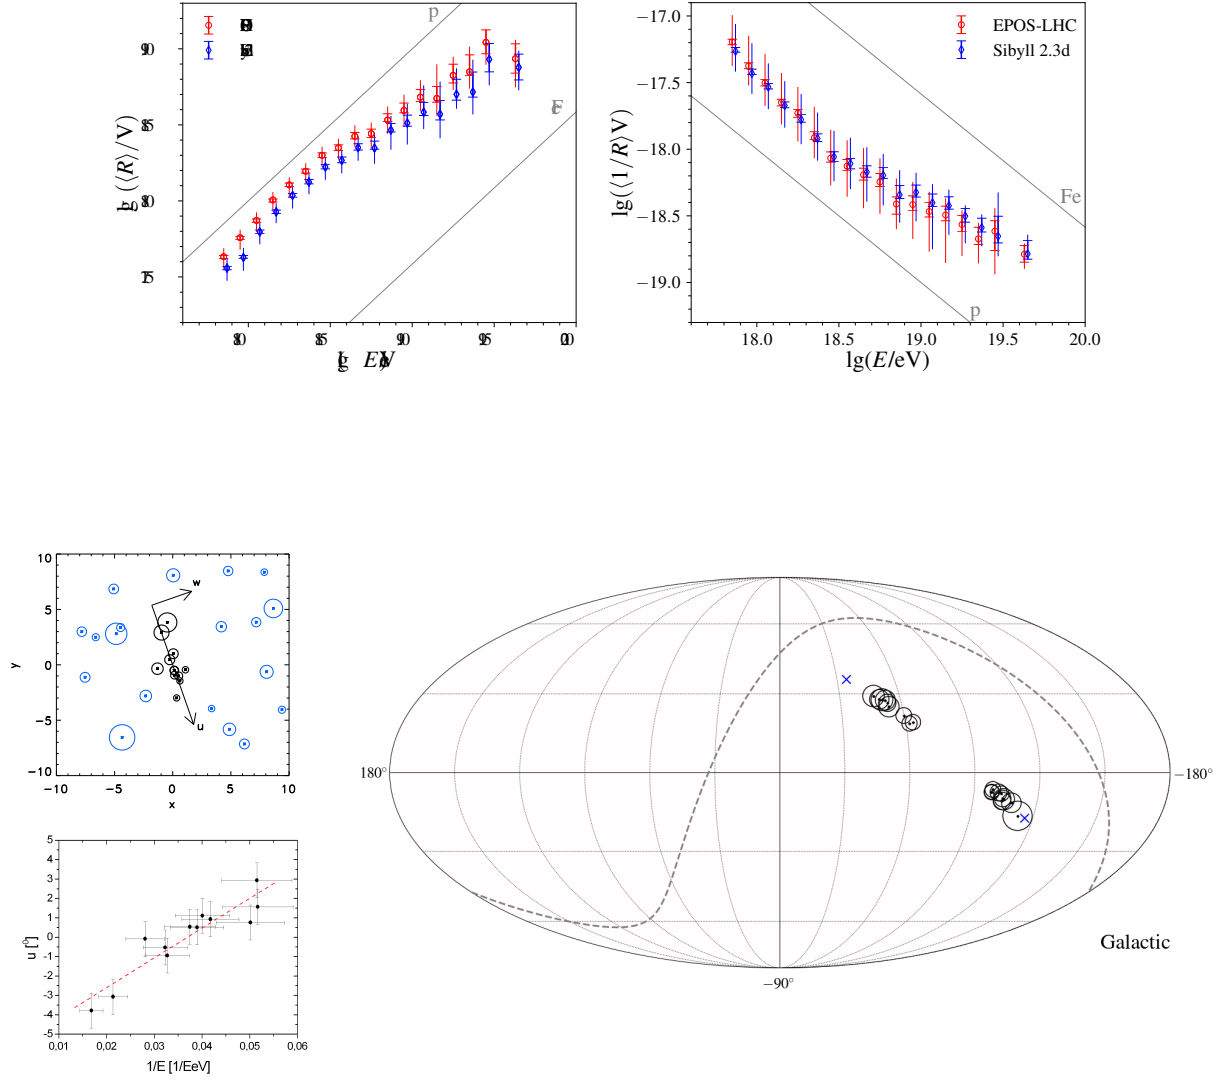 p
−17.0
EPOS-LHC
Sibyll 2.3d
−17.5
−18.0
lg(⟨1/R⟩V)
Fe
−18.5
−19.0
p
18.0 18.5 19.0 19.5 20.0
lg(E/eV)
10
5
0
−5
−10
y
w
u
−10 −5 0 5 10
x
180°
−180°
−90°
Galactic
5
4
3
2
1
0
-1
-2
-3
-4
-5
u [°]
0,01 0,02 0,03 0,04 0,05 0,06
1/E [1/EeV]